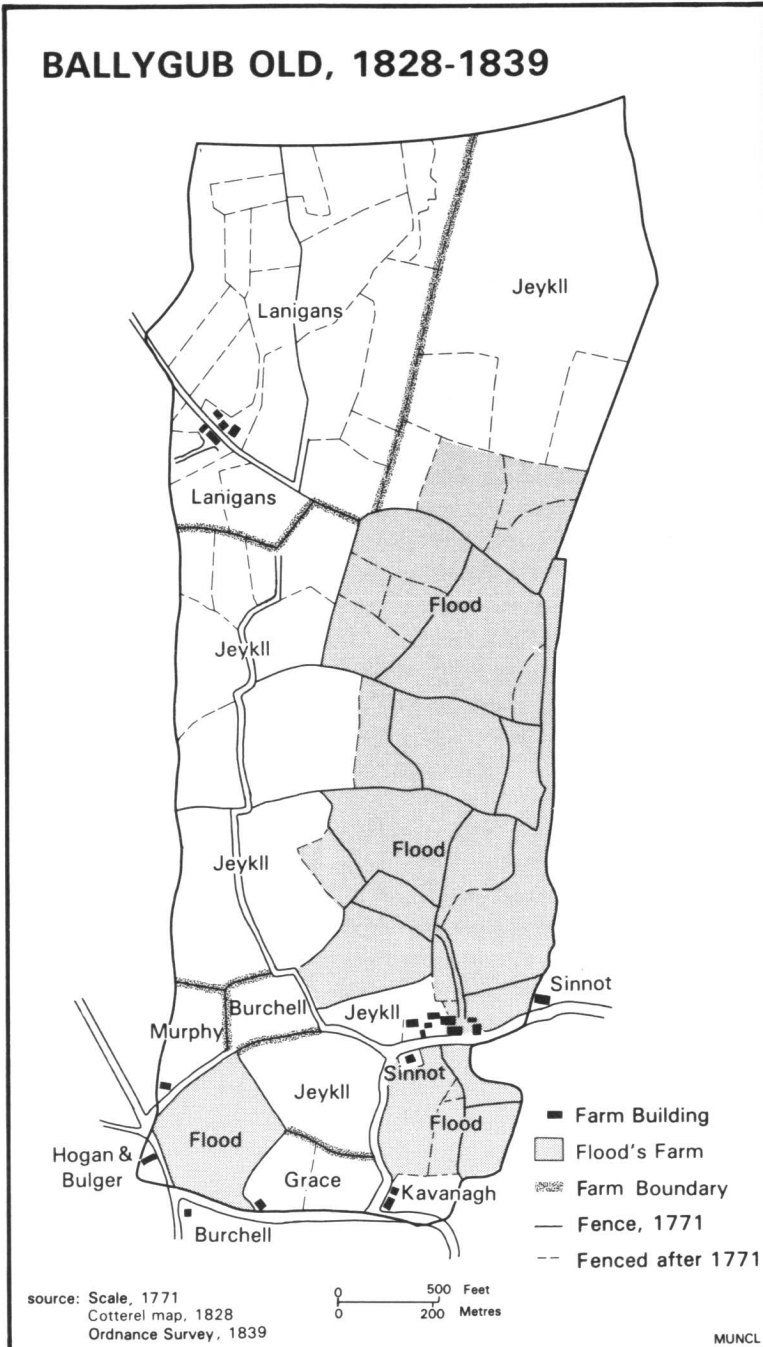 BALLYGUB OLD, 1828-1839
Jeykll
Lanigans
Lanigans
Flood
Jeykll
Flood
Jeykll
Sinnot
Burchell
Jeykll
Murphy
Sinnot
Jeykll
Flood
Flood
Hogan &
Bulger
Grace
Kavanagh
Burchell
Farm Building
Flood's Farm
Farm Boundary
Fence, 1771
Fenced after 1771
source: Scale, 1771
Cotterel map, 1828
Ordnance Survey, 1839
0 500 Feet
0 200 Metres
MUNCL